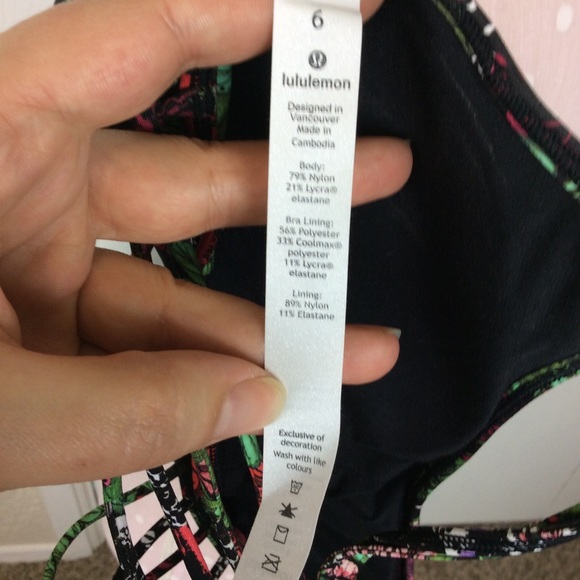 6
lululemon
Designed in
Vancouver
Made in
Cambodia
Body:
79% Nylon
21% Lycra®
elastane
Bra Lining:
56% Polyester
33% Coolmax®
polyester
11% Lycra®
elastane
Lining:
89% Nylon
11% Elastane
Exclusive of
decoration
Wash with like
colours